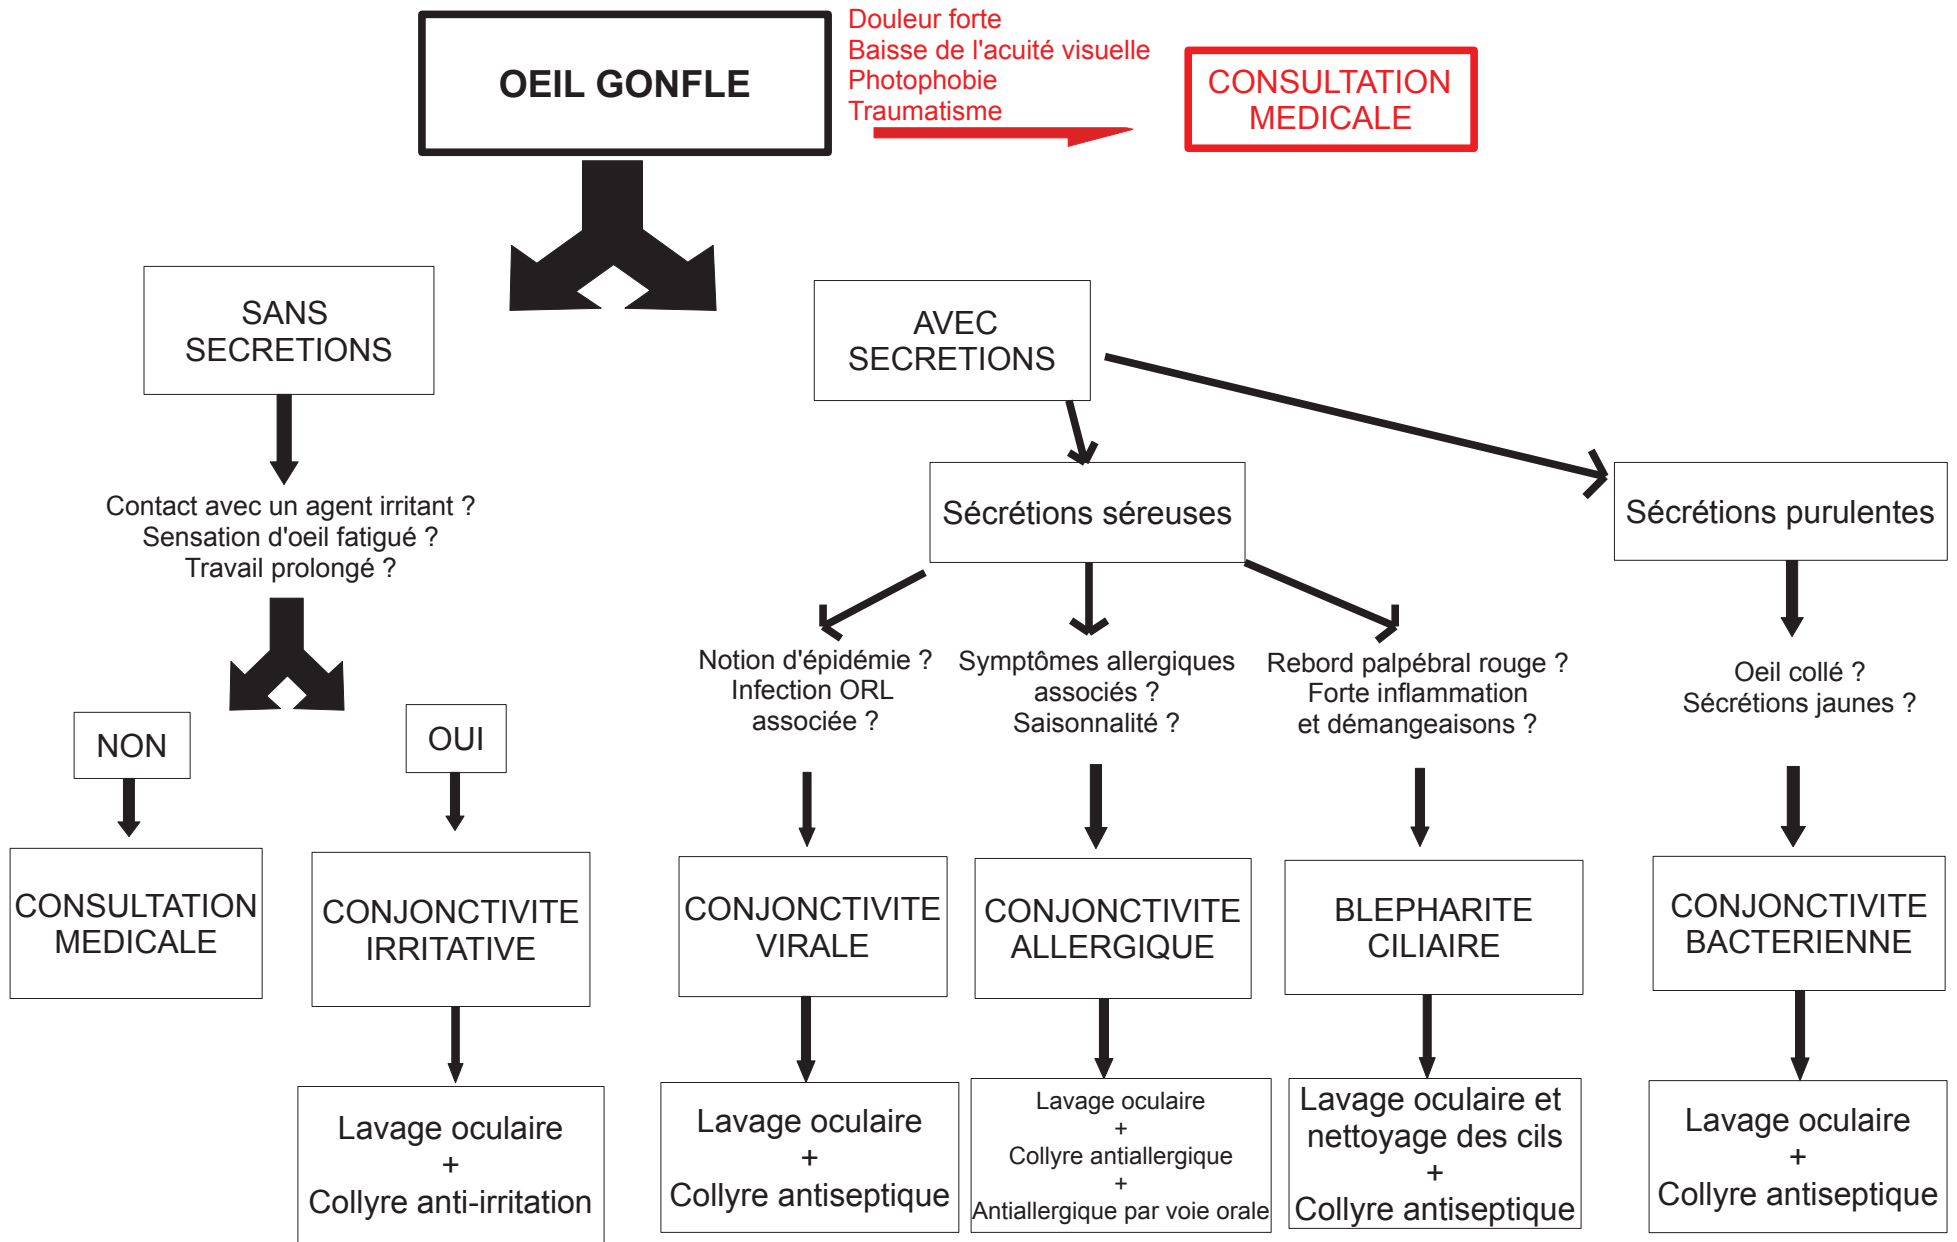 OEIL GONFLE
Douleur forte
Baisse de l'acuité visuelle
Photophobie
Traumatisme
CONSULTATION
MEDICALE
SANS
SECRETIONS
AVEC
SECRETIONS
Contact avec un agent irritant ?
Sensation d'oeil fatigué ?
Travail prolongé ?
Sécrétions séreuses
Sécrétions purulentes
Notion d'épidémie ?
Infection ORL
associée ?
Symptômes allergiques
associés ?
Saisonnalité ?
Rebord palpébral rouge ?
Forte inflammation
et démangeaisons ?
Oeil collé ?
Sécrétions jaunes ?
NON
OUI
CONSULTATION
MEDICALE
CONJONCTIVITE
IRRITATIVE
CONJONCTIVITE
VIRALE
CONJONCTIVITE
ALLERGIQUE
BLEPHARITE
CILIAIRE
CONJONCTIVITE
BACTERIENNE
Lavage oculaire
+
Collyre anti-irritation
Lavage oculaire
+
Collyre antiseptique
Lavage oculaire
+
Collyre antiallergique
+
Antiallergique par voie orale
Lavage oculaire et
nettoyage des cils
+
Collyre antiseptique
Lavage oculaire
+
Collyre antiseptique